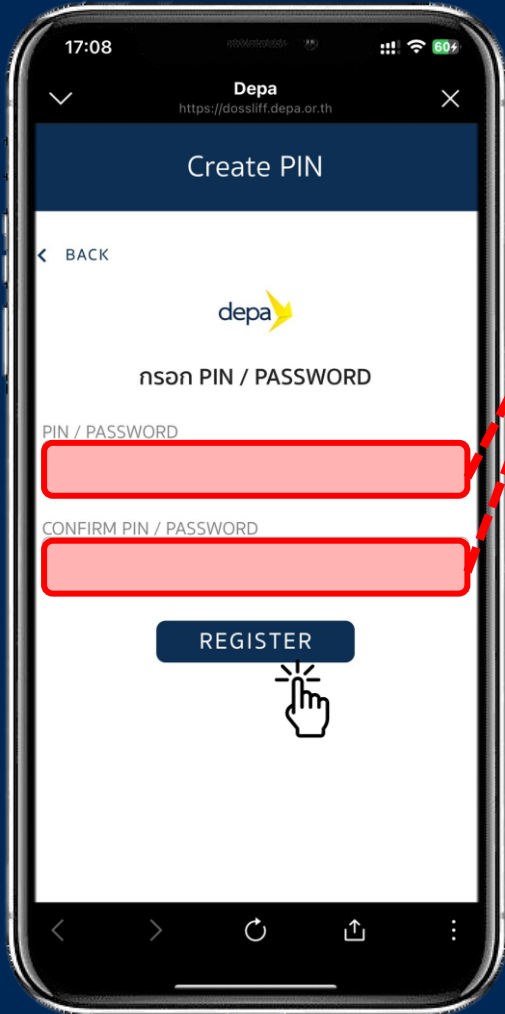 17:08
60
Depa
https://dossliff.depa.or.th
Create PIN
BACK
depa
กรอก PIN / PASSWORD
PIN / PASSWORD
CONFIRM PIN / PASSWORD
REGISTER